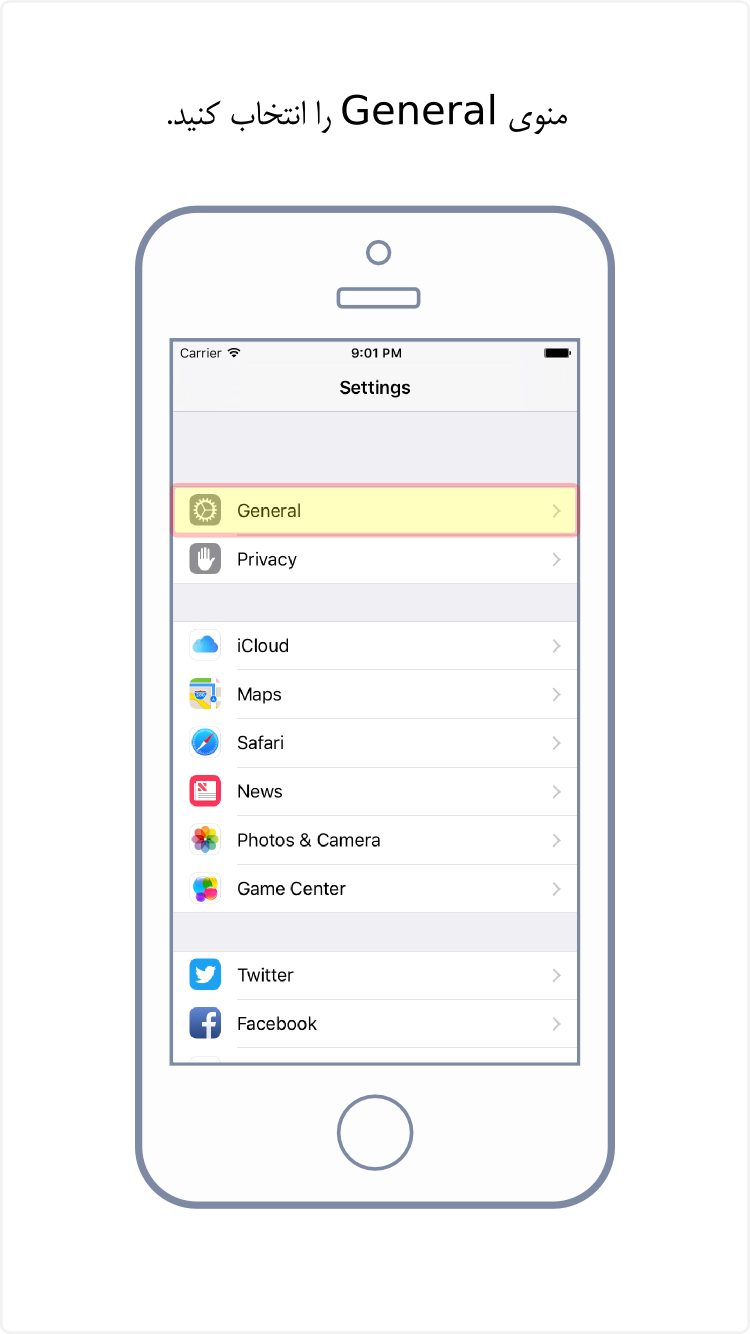 منوی General را انتخاب کنید.
Carrier 9:01 PM
Settings
General
Privacy
iCloud
Maps
Safari
News
Photos & Camera
Game Center
Twitter
Facebook